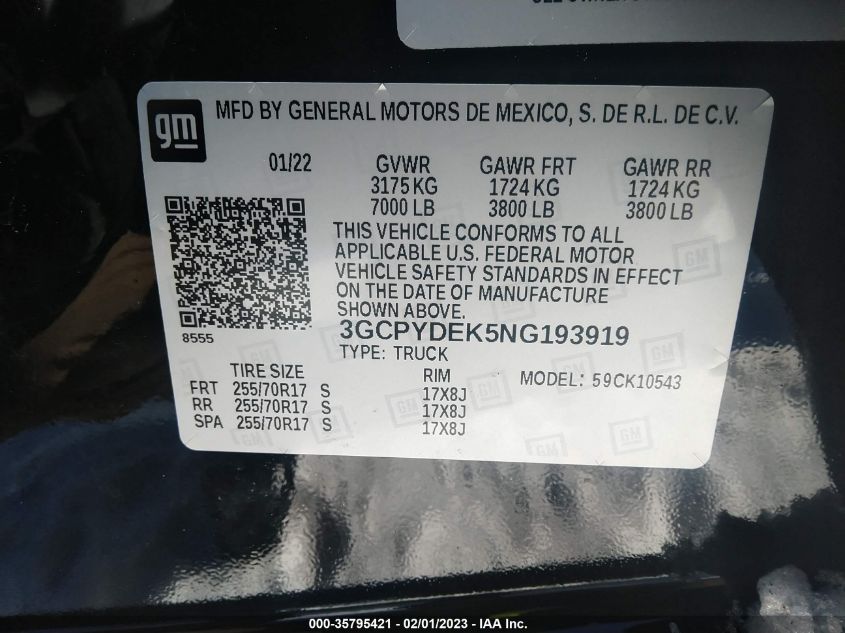 gm
MFD BY GENERAL MOTORS DE MEXICO, S. DE R.L. DE C.V.
01/22 GVWR GAWR FRT GAWR RR
3175 KG 1724 KG 1724 KG
7000 LB 3800 LB 3800 LB
THIS VEHICLE CONFORMS TO ALL
APPLICABLE U.S. FEDERAL MOTOR
VEHICLE SAFETY STANDARDS IN EFFECT
ON THE DATE OF MANUFACTURE
SHOWN ABOVE.
8555
3GCPYDEK5NG193919
TYPE: TRUCK
TIRE SIZE RIM MODEL: 59CK10543
FRT 255/70R17 S 17X8J
RR 255/70R17 S 17X8J
SPA 255/70R17 S 17X8J
000-35795421 - 02/01/2023 - © IAA Inc.